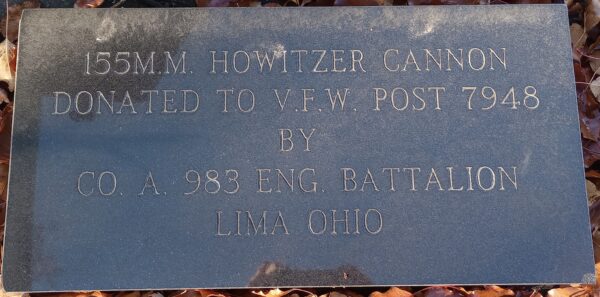 155M.M. HOWITZER CANNON
DONATED TO V.F.W. POST 7948
BY
CO. A. 983 ENG. BATTALION
LIMA OHIO